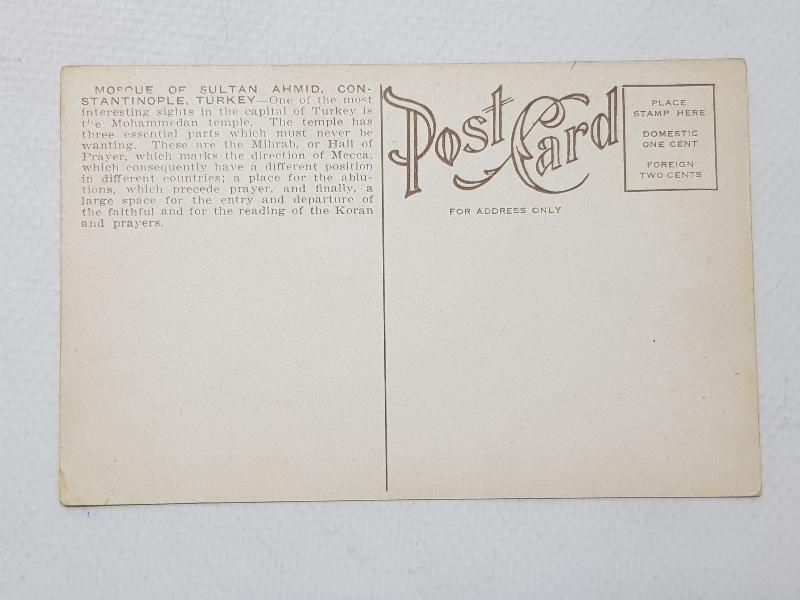 MOSQUE OF SULTAN AHMID, CON-
STANTINOPLE, TURKEY—One of the most
interesting sights in the capital of Turkey is
the Mohammedan temple. The temple has
three essential parts which must never be
wanting. These are the Mihrab, or Hall of
Prayer, which marks the direction of Mecca,
which consequently have a different position
in different countries; a place for the ablu-
tions, which precede prayer, and finally, a
large space for the entry and departure of
the faithful and for the reading of the Koran
and prayers.
Post Card
FOR ADDRESS ONLY
PLACE
STAMP HERE
DOMESTIC
ONE CENT
FOREIGN
TWO CENTS